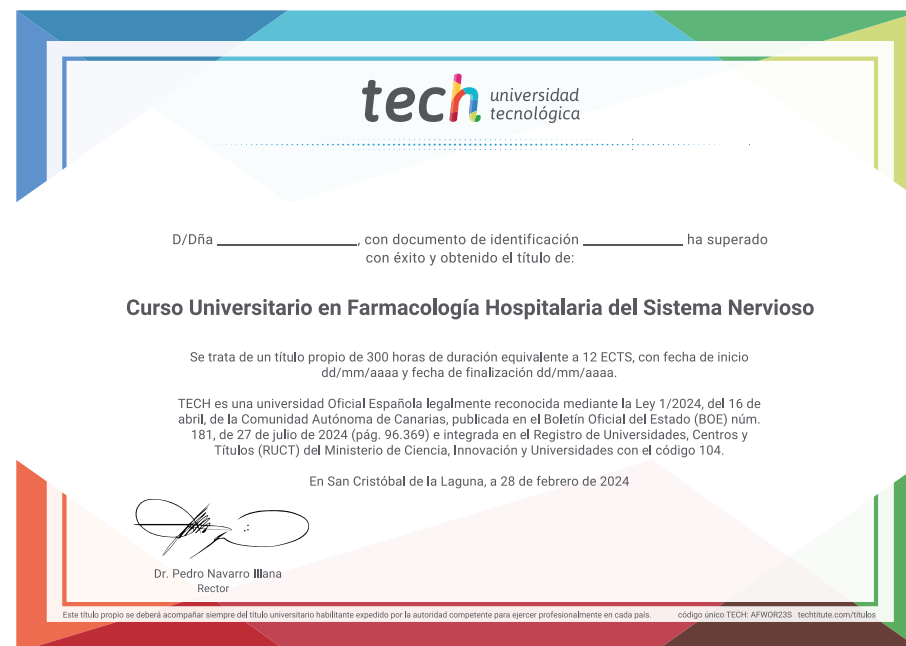 tech universidad
tecnológica
D/Dña ______________, con documento de identificación __________ ha superado
con éxito y obtenido el título de:
Curso Universitario en Farmacología Hospitalaria del Sistema Nervioso
Se trata de un título propio de 300 horas de duración equivalente a 12 ECTS, con fecha de inicio
dd/mm/aaaa y fecha de finalización dd/mm/aaaa.
TECH es una universidad Oficial Española legalmente reconocida mediante la Ley 1/2024, del 16 de
abril, de la Comunidad Autónoma de Canarias, publicada en el Boletín Oficial del Estado (BOE) núm.
181, de 27 de julio de 2024 (pág. 96.369) e integrada en el Registro de Universidades, Centros y
Títulos (RUCT) del Ministerio de Ciencia, Innovación y Universidades con el código 104.
En San Cristóbal de la Laguna, a 28 de febrero de 2024
Dr. Pedro Navarro Illana
Rector
Este título propio se deberá acompañar siempre del título universitario habilitante expedido por la autoridad competente para ejercer profesionalmente en cada país. código único TECH: AFWOR23S techtitute.com/titulos